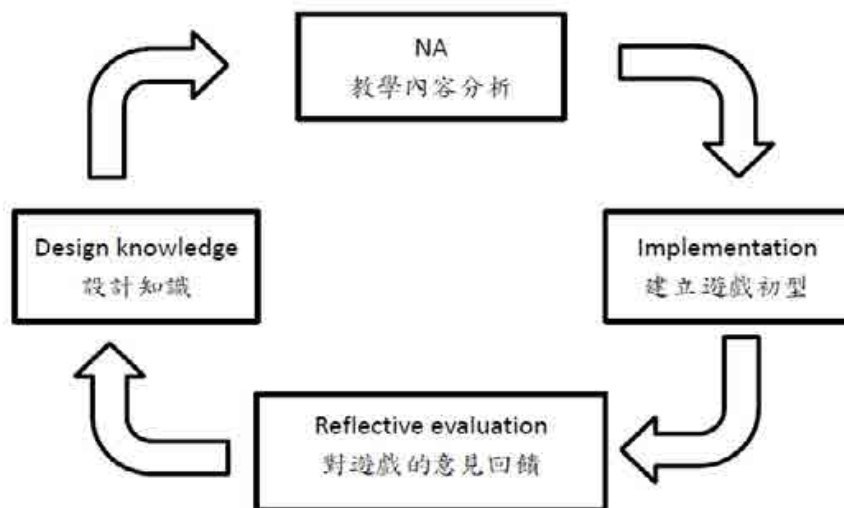 NA
教學內容分析
Design knowledge
設計知識
Implementation
建立遊戲初型
Reflective evaluation
對遊戲的意見回饋